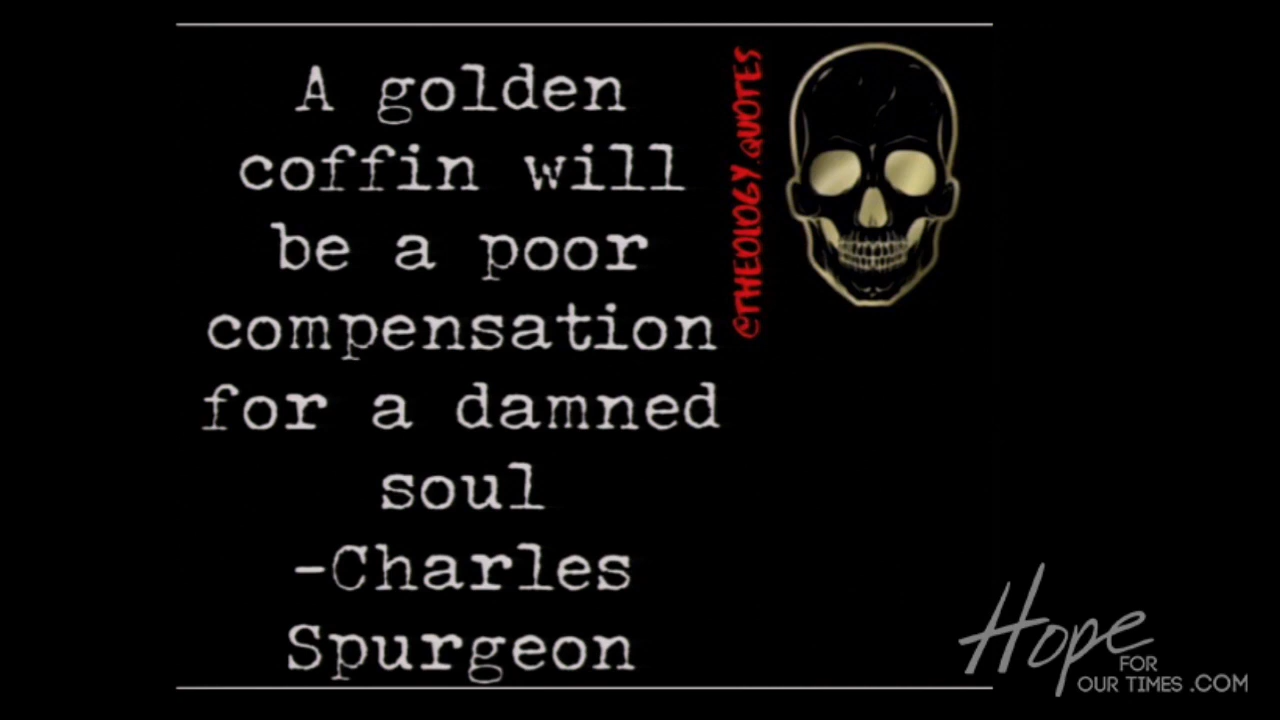 A golden
coffin will
be a poor
compensation
for a damned
soul
-Charles
Spurgeon
@THEOLOGY.QUOTES
Hope
FOR
OUR TIMES .COM